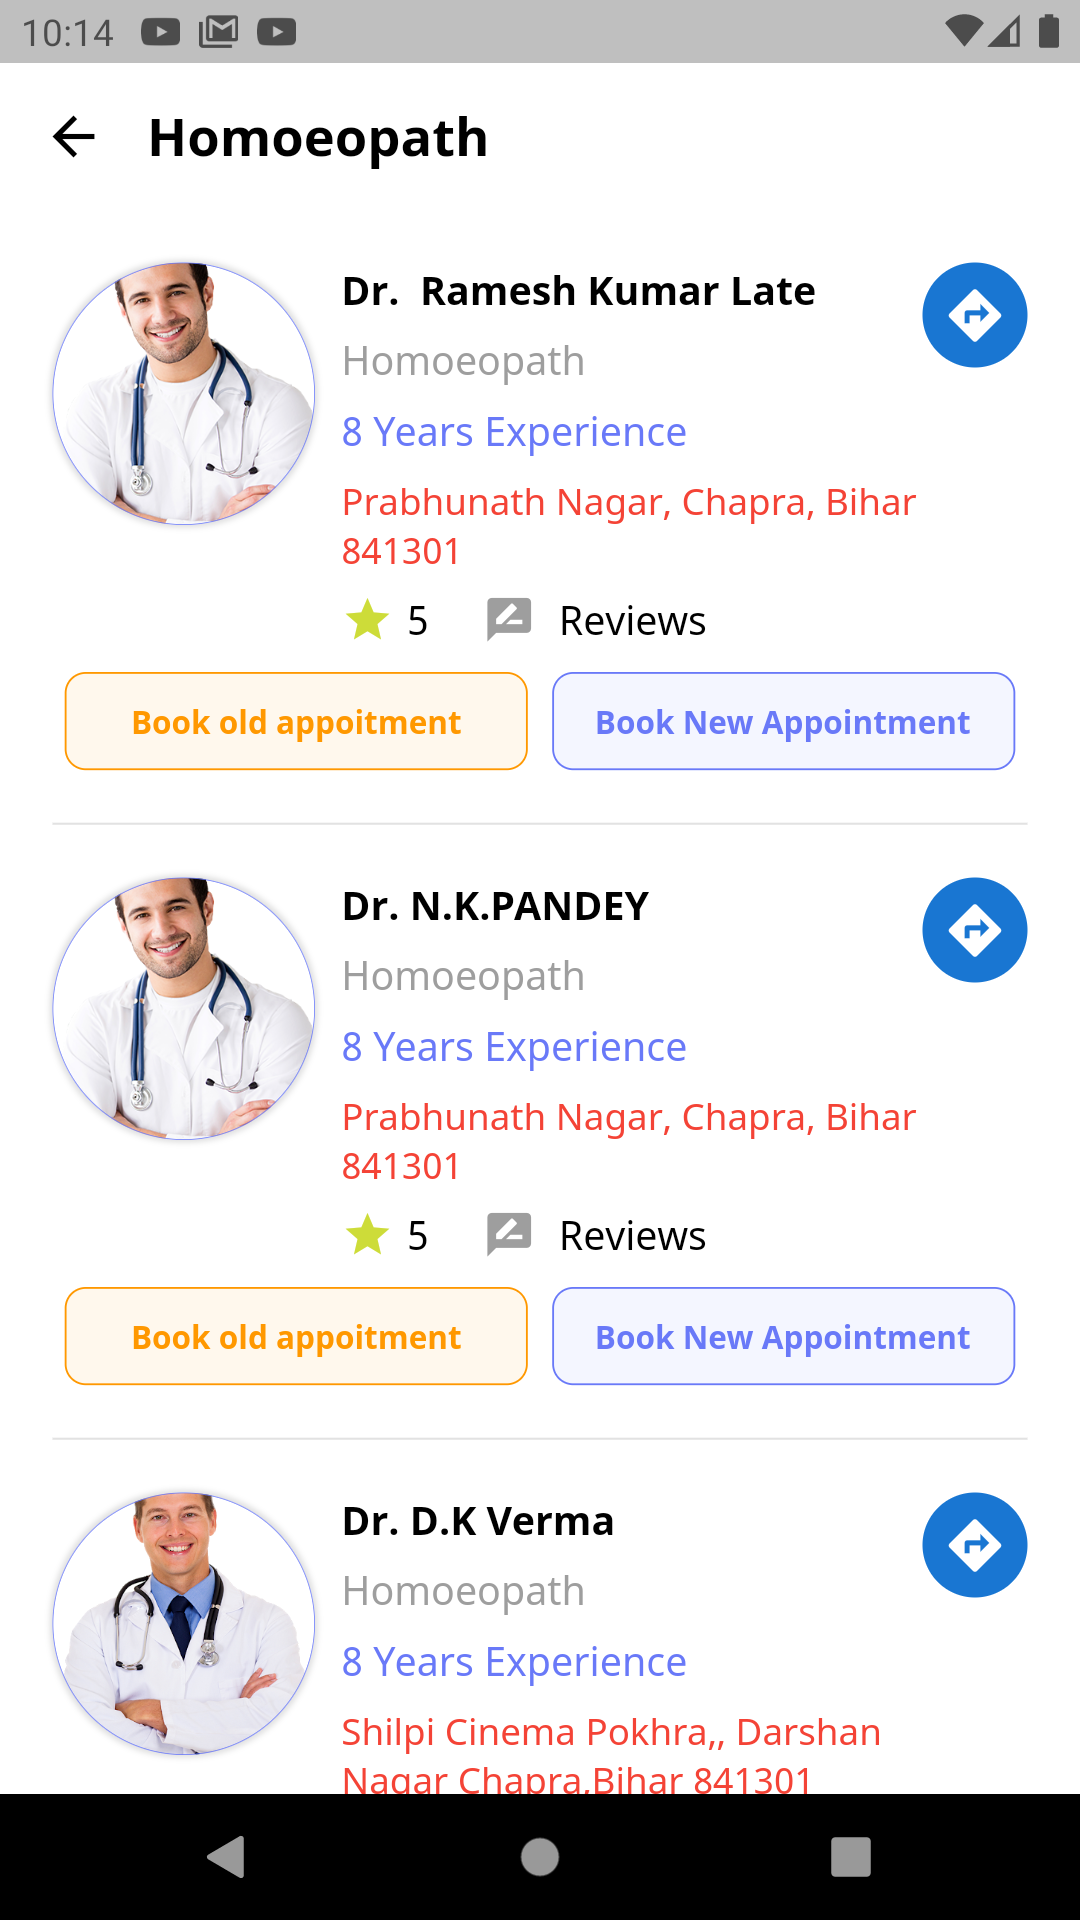 10:14
Homoeopath
Dr.  Ramesh Kumar Late
Homoeopath
8 Years Experience
Prabhunath Nagar, Chapra, Bihar
841301
5 Reviews
Book old appoitment Book New Appointment
Dr. N.K.PANDEY
Homoeopath
8 Years Experience
Prabhunath Nagar, Chapra, Bihar
841301
5 Reviews
Book old appoitment Book New Appointment
Dr. D.K Verma
Homoeopath
8 Years Experience
Shilpi Cinema Pokhra,, Darshan
Nagar Chapra,Bihar 841301